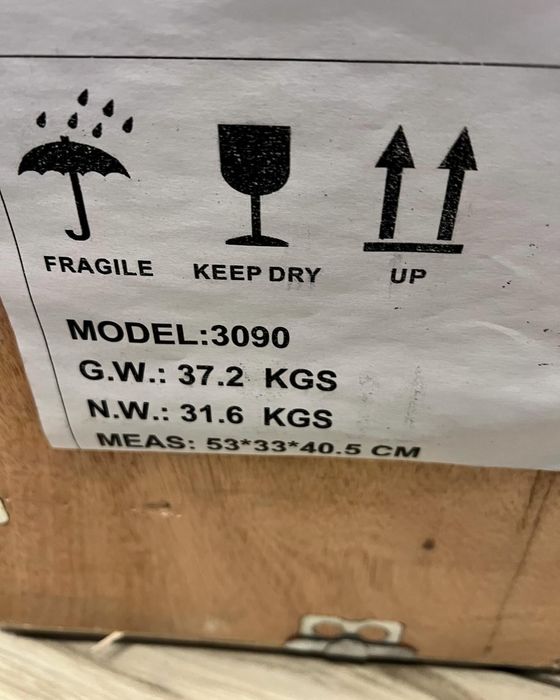 FRAGILE KEEP DRY UP
MODEL:3090
G.W.: 37.2 KGS
N.W.: 31.6 KGS
MEAS: 53*33*40.5 CM